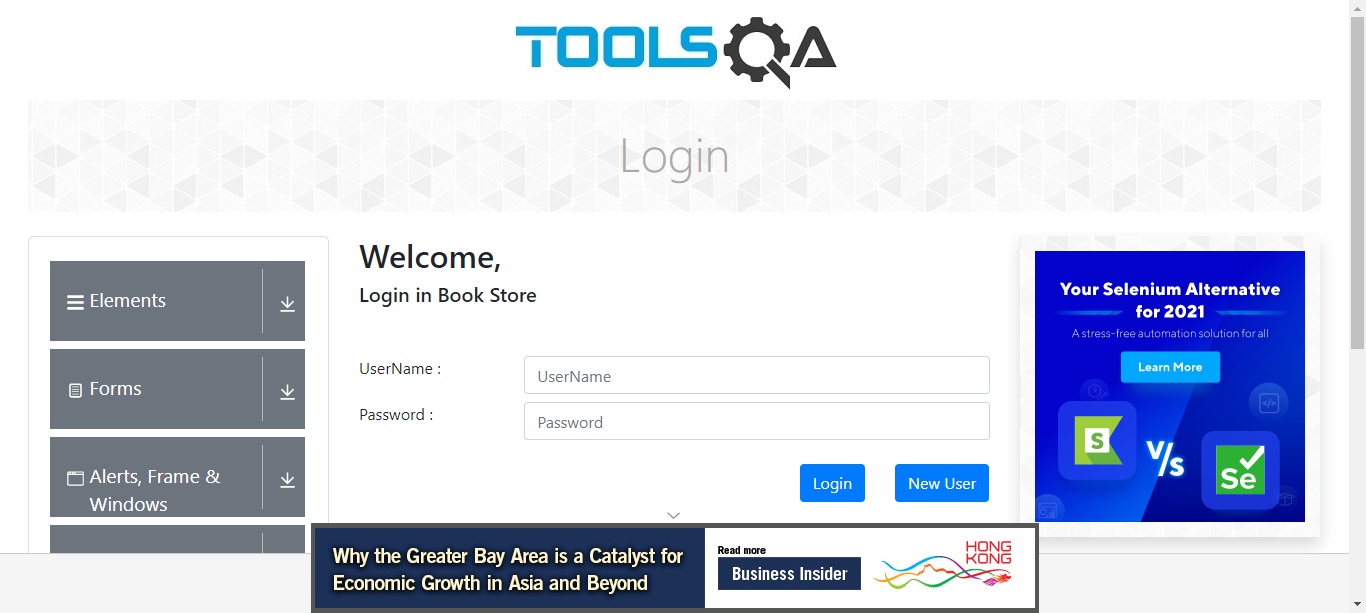 TOOLSQA
Login
Elements
Forms
Alerts, Frame &
Windows
Welcome,
Login in Book Store
UserName :
UserName
Password :
Password
Login
New User
Your Selenium Alternative
for 2021
A stress-free automation solution for all
Learn More
S
V/s
</>
Se
Why the Greater Bay Area is a Catalyst for
Economic Growth in Asia and Beyond
Read more
Business Insider
HONG
KONG